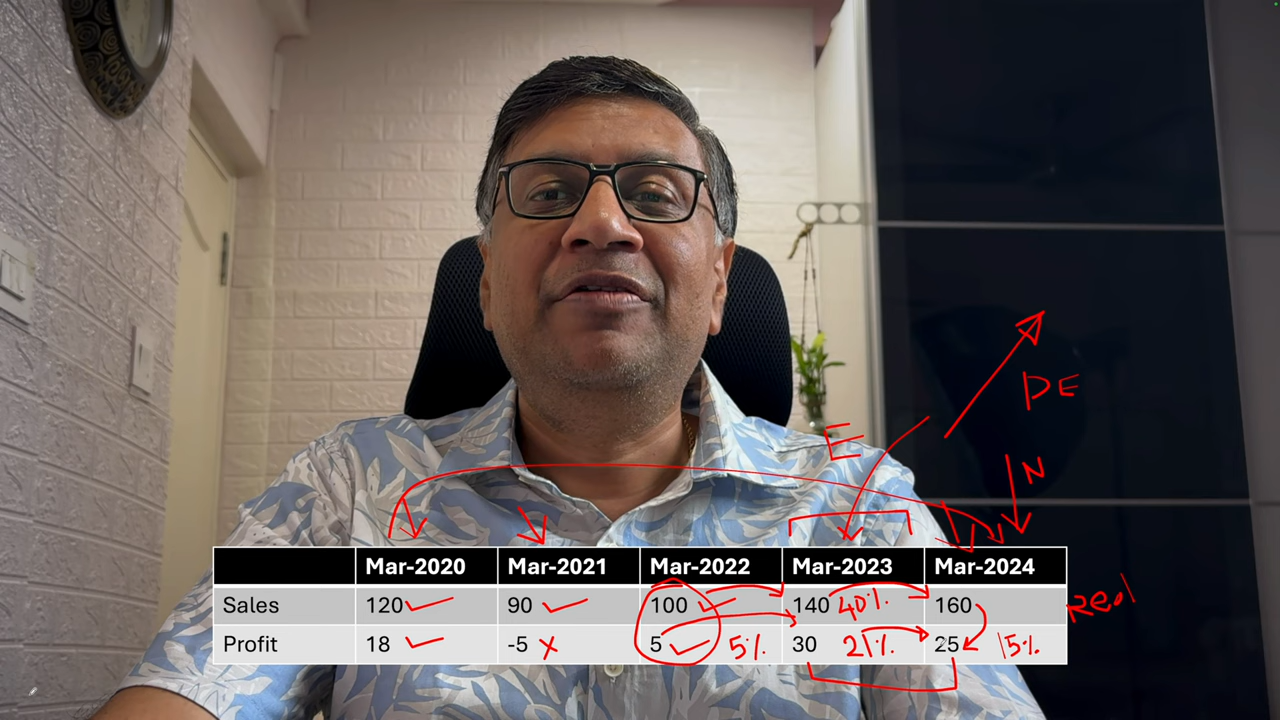 DE
E
N
Mar-2020 Mar-2021 Mar-2022 Mar-2023 Mar-2024
Sales 120 90 100 140 40% 160 Real
Profit 18 -5 5 5% 30 21% 25 15%